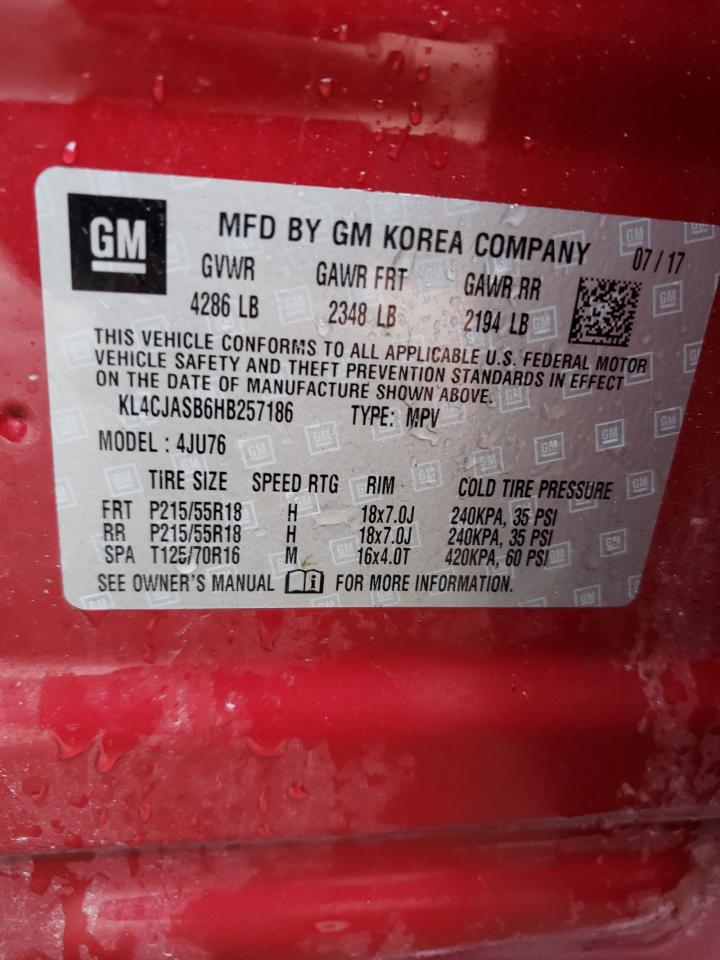 GM
MFD BY GM KOREA COMPANY 07/17
GVWR GAWR FRT GAWR RR
4286 LB 2348 LB 2194 LB
THIS VEHICLE CONFORMS TO ALL APPLICABLE U.S. FEDERAL MOTOR
VEHICLE SAFETY AND THEFT PREVENTION STANDARDS IN EFFECT
ON THE DATE OF MANUFACTURE SHOWN ABOVE.
KL4CJASB6HB257186 TYPE: MPV
MODEL : 4JU76
TIRE SIZE SPEED RTG RIM COLD TIRE PRESSURE
FRT P215/55R18 H 18x7.0J 240KPA, 35 PSI
RR P215/55R18 H 18x7.0J 240KPA, 35 PSI
SPA T125/70R16 M 16x4.0T 420KPA, 60 PSI
SEE OWNER'S MANUAL FOR MORE INFORMATION.